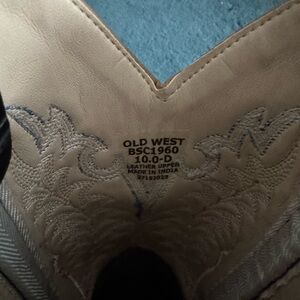 OLD WEST
BSC1960
10.0-D
LEATHER UPPER
MADE IN INDIA